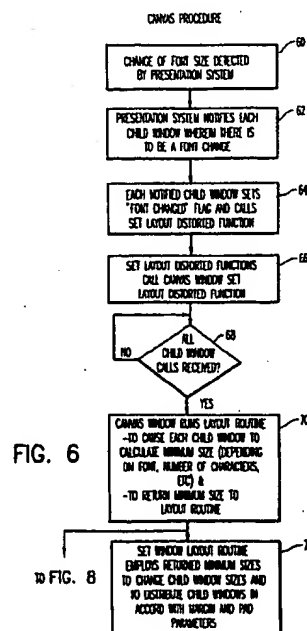 CANVAS PROCEDURE
60
CHANGE OF FONT SIZE DETECTED
BY PRESENTATION SYSTEM
62
PRESENTATION SYSTEM NOTIFIES EACH
CHILD WINDOW WHEREIN THERE IS
TO BE A FONT CHANGE
64
EACH NOTIFIED CHILD WINDOW SETS
"FONT CHANGED" FLAG AND CALLS
SET LAYOUT DISTORTED FUNCTION
66
SET LAYOUT DISTORTED FUNCTIONS
CALL CANVAS WINDOW SET
LAYOUT DISTORTED FUNCTION
68
ALL
CHILD WINDOW
CALLS RECEIVED?
NO
YES
70
CANVAS WINDOW RUNS LAYOUT ROUTINE
-TO CAUSE EACH CHILD WINDOW TO
CALCULATE MINIMUM SIZE (DEPENDING
ON FONT, NUMBER OF CHARACTERS,
ETC) &
-TO RETURN MINIMUM SIZE TO
LAYOUT ROUTINE
FIG. 6
TO FIG. 8
SET WINDOW LAYOUT ROUTINE
EMPLOYS RETURNED MINIMUM SIZES
TO CHANGE CHILD WINDOW SIZES AND
TO DISTRIBUTE CHILD WINDOWS IN
ACCORD WITH MARGIN AND PAD
PARAMETERS